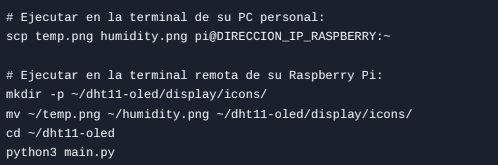 # Ejecutar en la terminal de su PC personal:
scp temp.png humidity.png pi@DIRECCION_IP_RASPBERRY:~
# Ejecutar en la terminal remota de su Raspberry Pi:
mkdir -p ~/dht11-oled/display/icons/
mv ~/temp.png ~/humidity.png ~/dht11-oled/display/icons/
cd ~/dht11-oled
python3 main.py